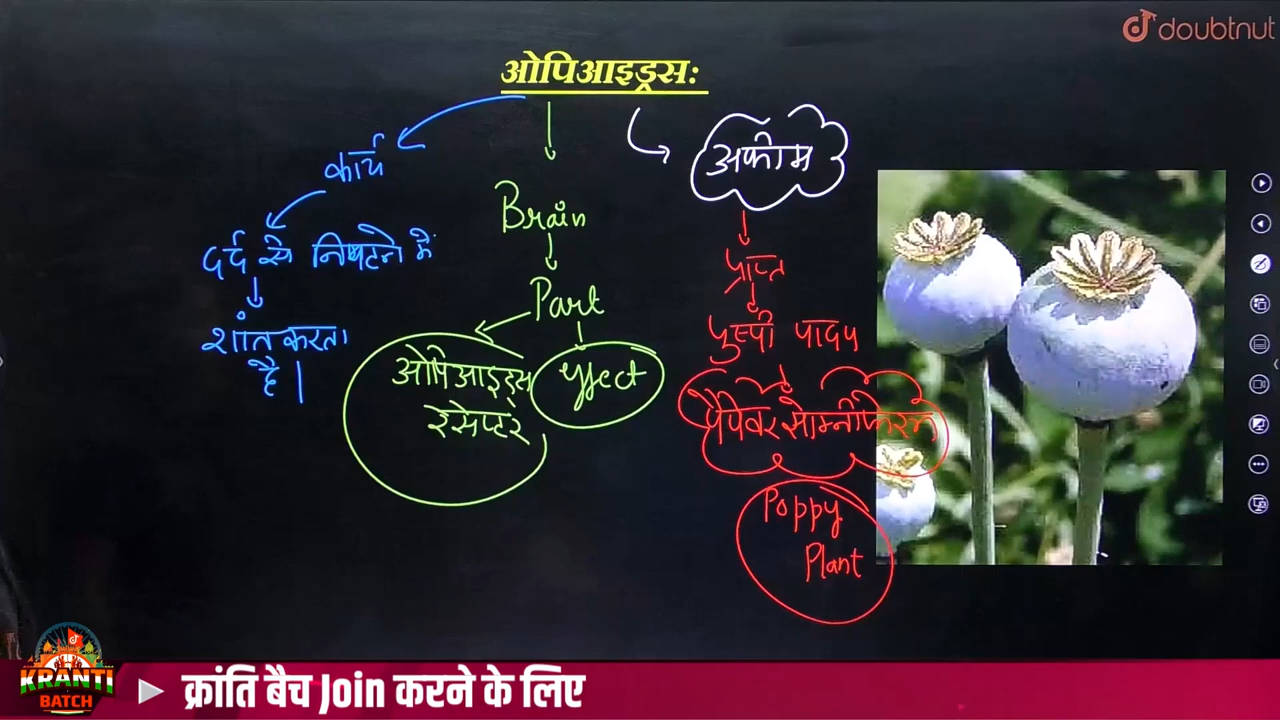 doubtnut
ओपिआइड्स:
कार्य
दर्द से निपटने में
शांत करता
है|
Brain
Part
effect
ओपिआइड्स
रसेप्टर
अफीम
प्राप्त
पुष्पी पादप
पैपेवर सोम्नीफेरम
Poppy
Plant
KRANTI
BATCH
क्रांति बैच Join करने के लिए